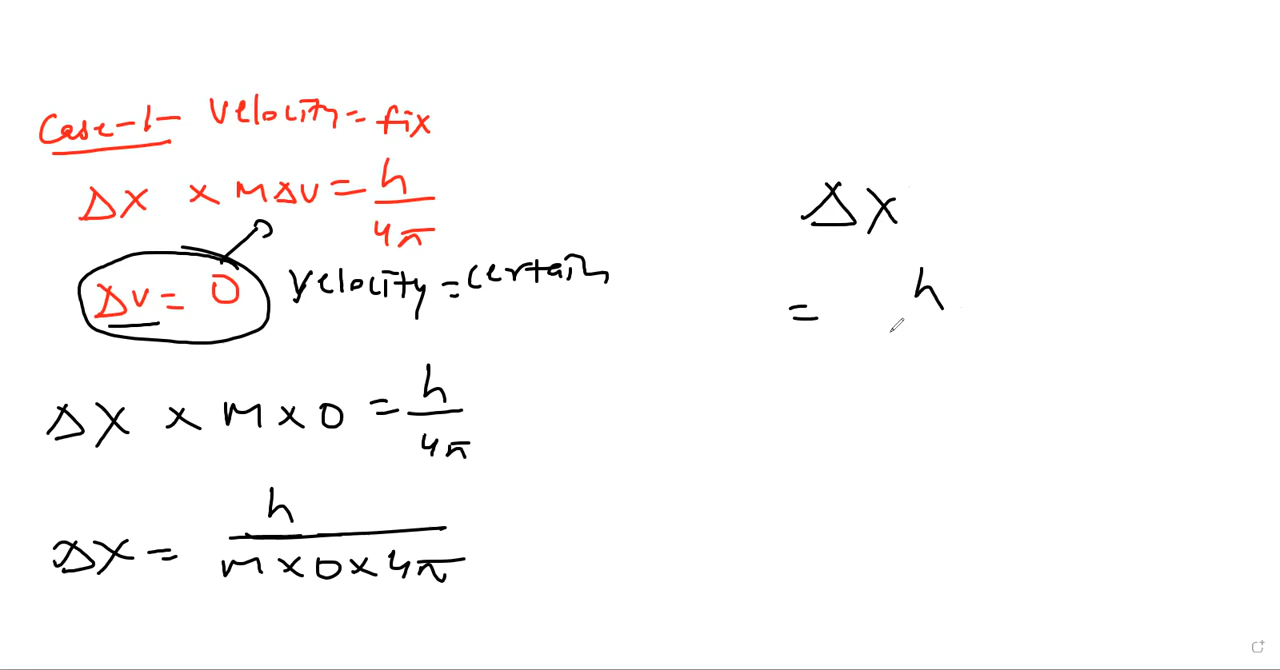 Case-1- Velocity = fix
Δx × mΔv = h/4π
Δv = 0 Velocity = certain
Δx × m × 0 = h/4π
Δx = h/m×0×4π
Δx
= h